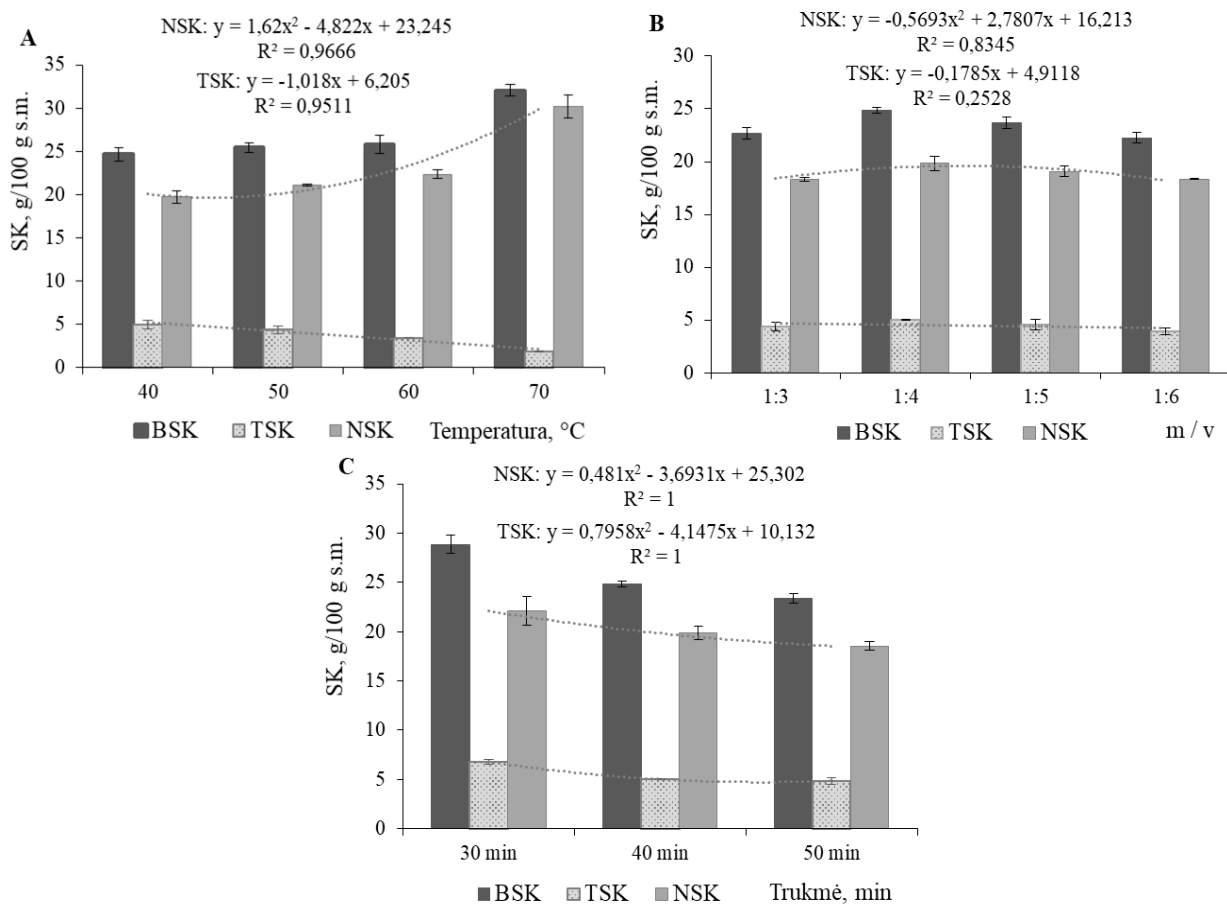 A
NSK: y = 1,62x² - 4,822x + 23,245
R² = 0,9666
TSK: y = -1,018x + 6,205
R² = 0,9511
SK, g/100 g s.m.
35
30
25
20
15
10
5
0
40 50 60 70
BSK TSK NSK Temperatura, °C
B
NSK: y = -0,5693x² + 2,7807x + 16,213
R² = 0,8345
TSK: y = -0,1785x + 4,9118
R² = 0,2528
SK, g/100 g s.m.
30
25
20
15
10
5
0
1:3 1:4 1:5 1:6
BSK TSK NSK m / v
C
NSK: y = 0,481x² - 3,6931x + 25,302
R² = 1
TSK: y = 0,7958x² - 4,1475x + 10,132
R² = 1
SK, g/100 g s.m.
35
30
25
20
15
10
5
0
30 min 40 min 50 min
BSK TSK NSK Trukmė, min